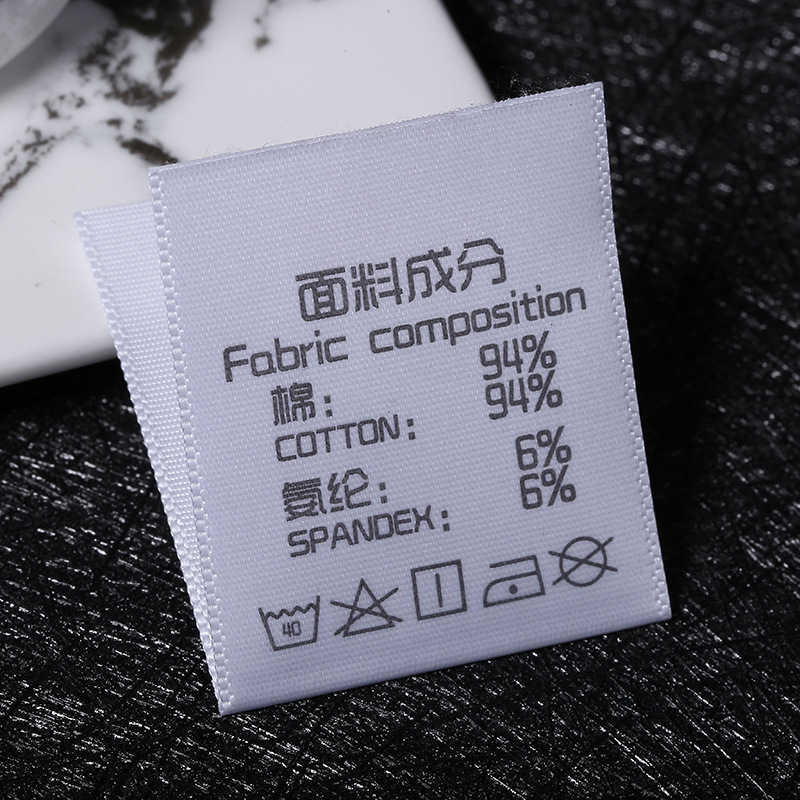 面料成分
Fabric composition
棉: 94%
COTTON: 94%
氨纶: 6%
SPANDEX: 6%
40